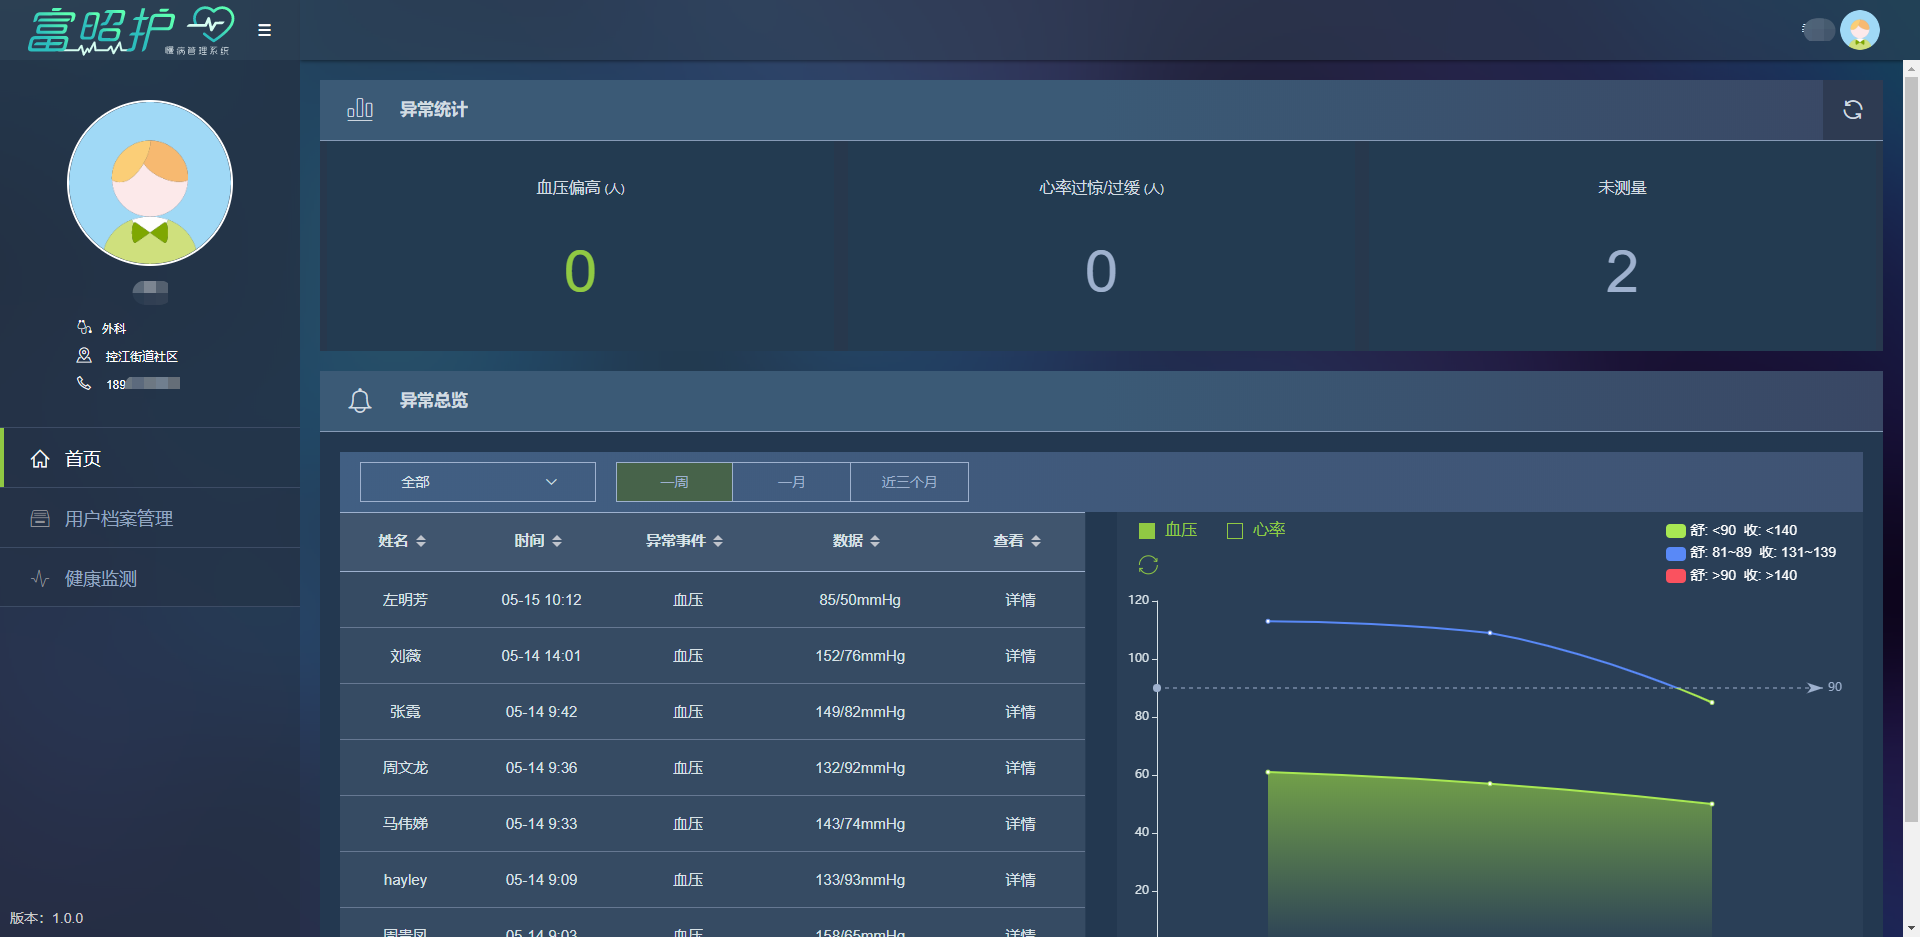 富昭护
慢病管理系统
外科
控江街道社区
189
首页
用户档案管理
健康监测
版本：1.0.0
异常统计
血压偏高 (人)
心率过惊/过缓 (人)
未测量
0
0
2
异常总览
全部
一周
一月
近三个月
姓名 时间 异常事件 数据 查看
左明芳 05-15 10:12 血压 85/50mmHg 详情
刘薇 05-14 14:01 血压 152/76mmHg 详情
张霓 05-14 9:42 血压 149/82mmHg 详情
周文龙 05-14 9:36 血压 132/92mmHg 详情
马伟娣 05-14 9:33 血压 143/74mmHg 详情
hayley 05-14 9:09 血压 133/93mmHg 详情
周贵凤 05-14 9:03 血压 158/65mmHg 详情
血压 心率
舒: <90 收: <140
舒: 81~89 收: 131~139
舒: >90 收: >140
120
100
90
80
60
40
20